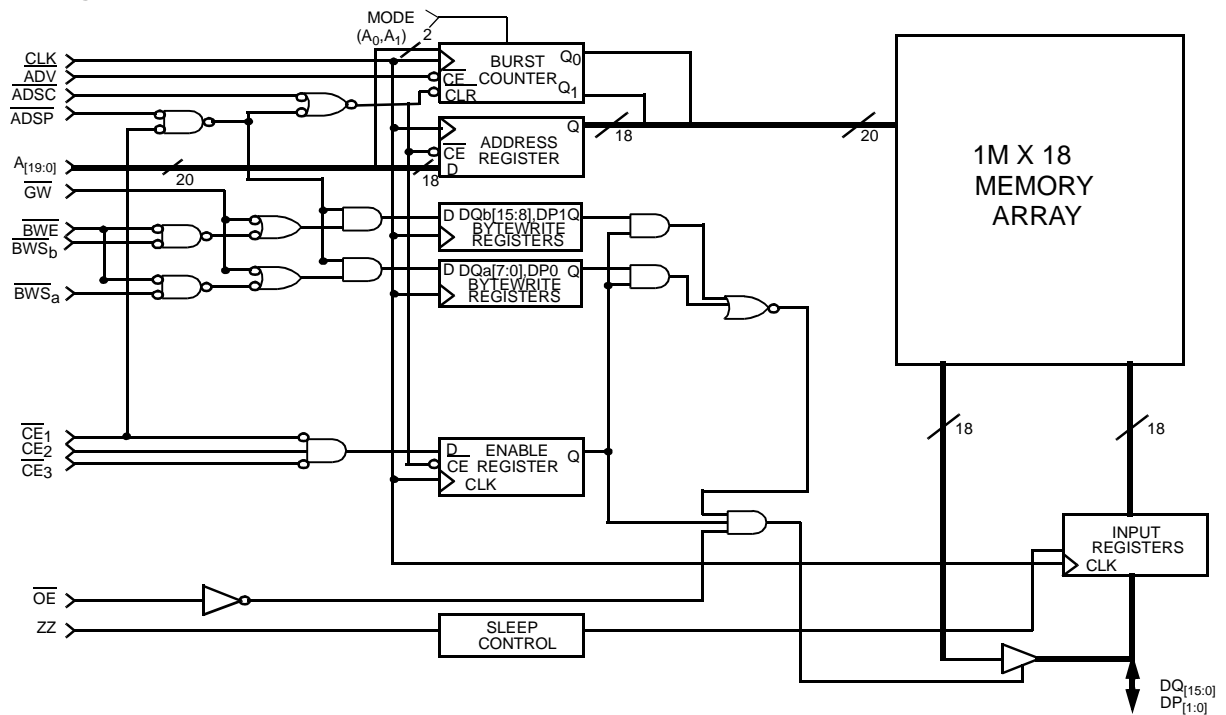 MODE
(A0,A1) 2
CLK
ADV
ADSC
ADSP
BURST
COUNTER
CE
CLR
Q0
Q1
ADDRESS
REGISTER
CE
D
Q
18
20
A[19:0]
20
18
GW
BWE
BWSb
BWSa
D DQb[15:8],DP1 Q
BYTEWRITE
REGISTERS
D DQa[7:0],DP0 Q
BYTEWRITE
REGISTERS
1M X 18
MEMORY
ARRAY
18
18
CE1
CE2
CE3
D ENABLE Q
CE REGISTER
CLK
INPUT
REGISTERS
CLK
OE
ZZ
SLEEP
CONTROL
DQ[15:0]
DP[1:0]